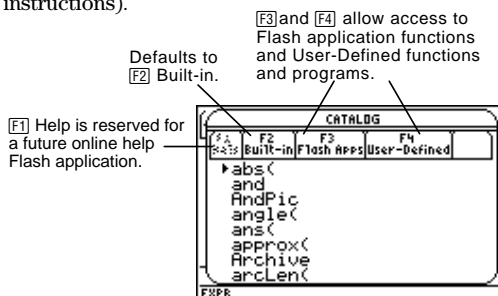 instructions).
F3 and F4 allow access to
Flash application functions
and User-Defined functions
and programs.
Defaults to
F2 Built-in.
F1 Help is reserved for
a future online help
Flash application.
CATALOG
F2 F3 F4
Built-in Flash Apps User-Defined
abs(
and
AndPic
angle(
ans(
approx(
Archive
arcLen(
EXPR